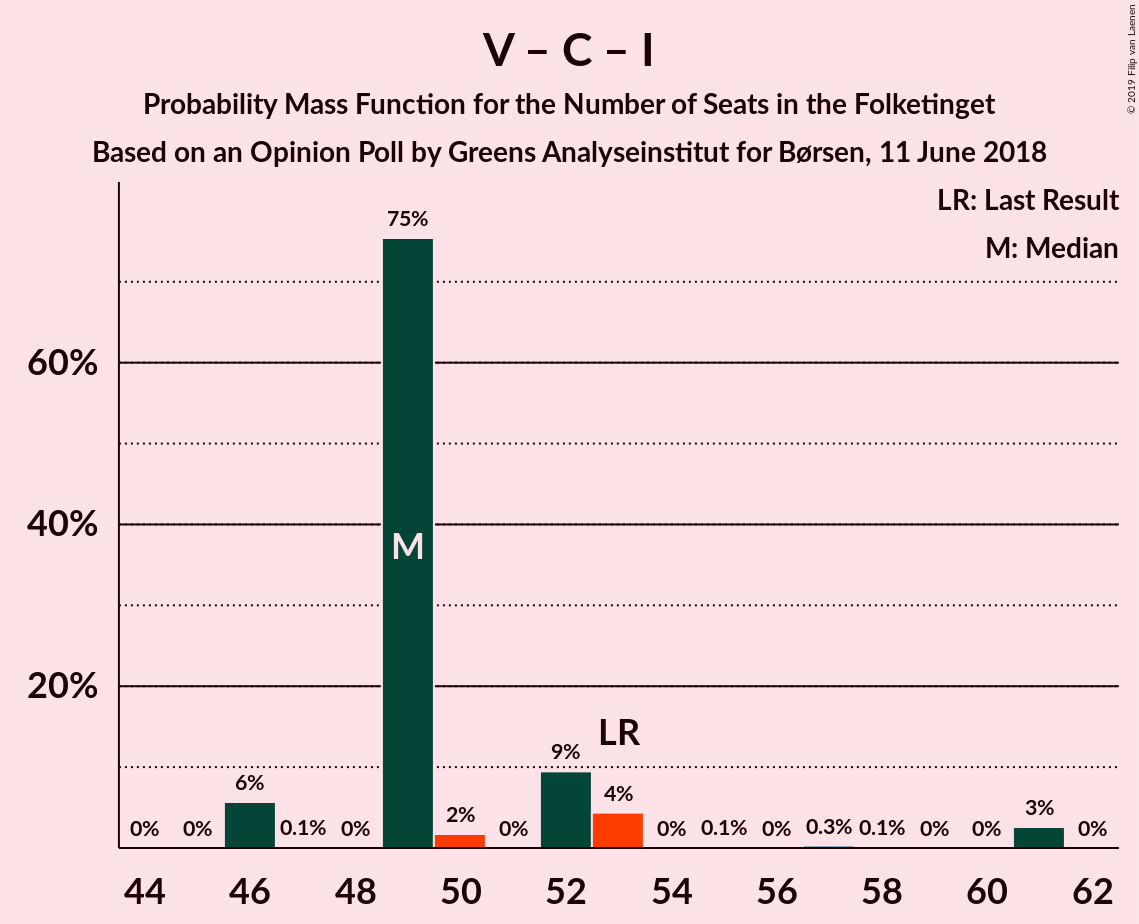 V – C – I
Probability Mass Function for the Number of Seats in the Folketinget
Based on an Opinion Poll by Greens Analyseinstitut for Børsen, 11 June 2018
© 2019 Filip van Laenen
LR: Last Result
M: Median
75%
60%
40%
M
20%
LR
9%
6%
4%
3%
2%
0% 0% 0.1% 0% 0% 0% 0.1% 0% 0.3% 0.1% 0% 0% 0%
44 46 48 50 52 54 56 58 60 62